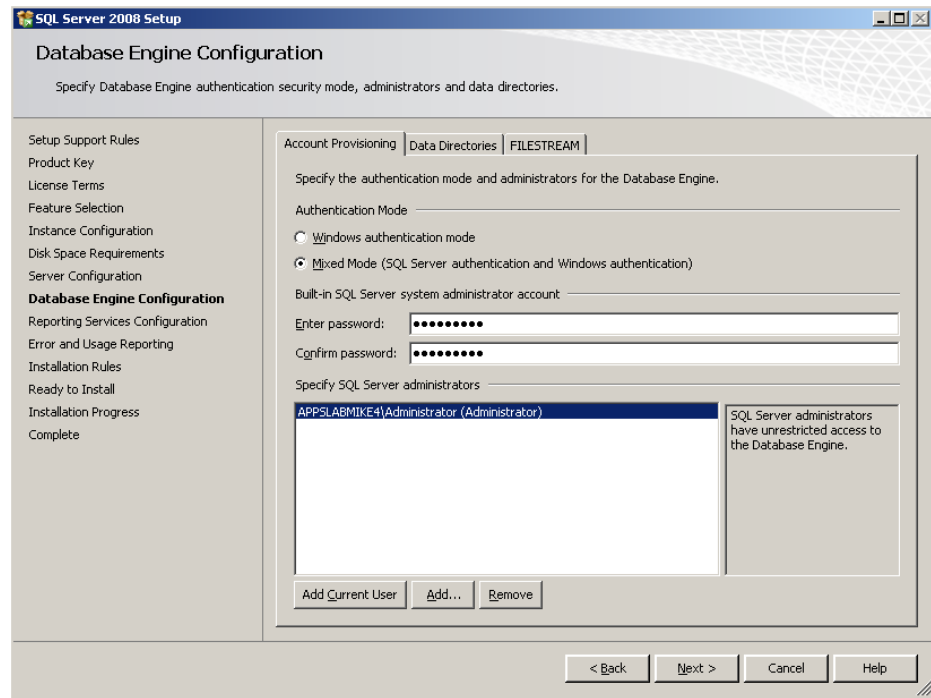 SQL Server 2008 Setup
Database Engine Configuration
Specify Database Engine authentication security mode, administrators and data directories.
Setup Support Rules
Product Key
License Terms
Feature Selection
Instance Configuration
Disk Space Requirements
Server Configuration
Database Engine Configuration
Reporting Services Configuration
Error and Usage Reporting
Installation Rules
Ready to Install
Installation Progress
Complete
Account Provisioning Data Directories FILESTREAM
Specify the authentication mode and administrators for the Database Engine.
Authentication Mode
Windows authentication mode
Mixed Mode (SQL Server authentication and Windows authentication)
Built-in SQL Server system administrator account
Enter password: ●●●●●●●●●
Confirm password: ●●●●●●●●●
Specify SQL Server administrators
APPSLABMIKE4\Administrator (Administrator)
SQL Server administrators
have unrestricted access to
the Database Engine.
Add Current User Add... Remove
< Back Next > Cancel Help